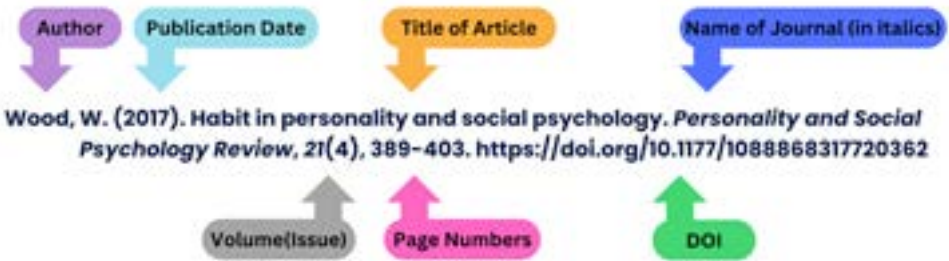 Author Publication Date Title of Article Name of Journal (in italics)
Wood, W. (2017). Habit in personality and social psychology. Personality and Social
Psychology Review, 21(4), 389-403. https://doi.org/10.1177/1088868317720362
Volume(Issue) Page Numbers DOI